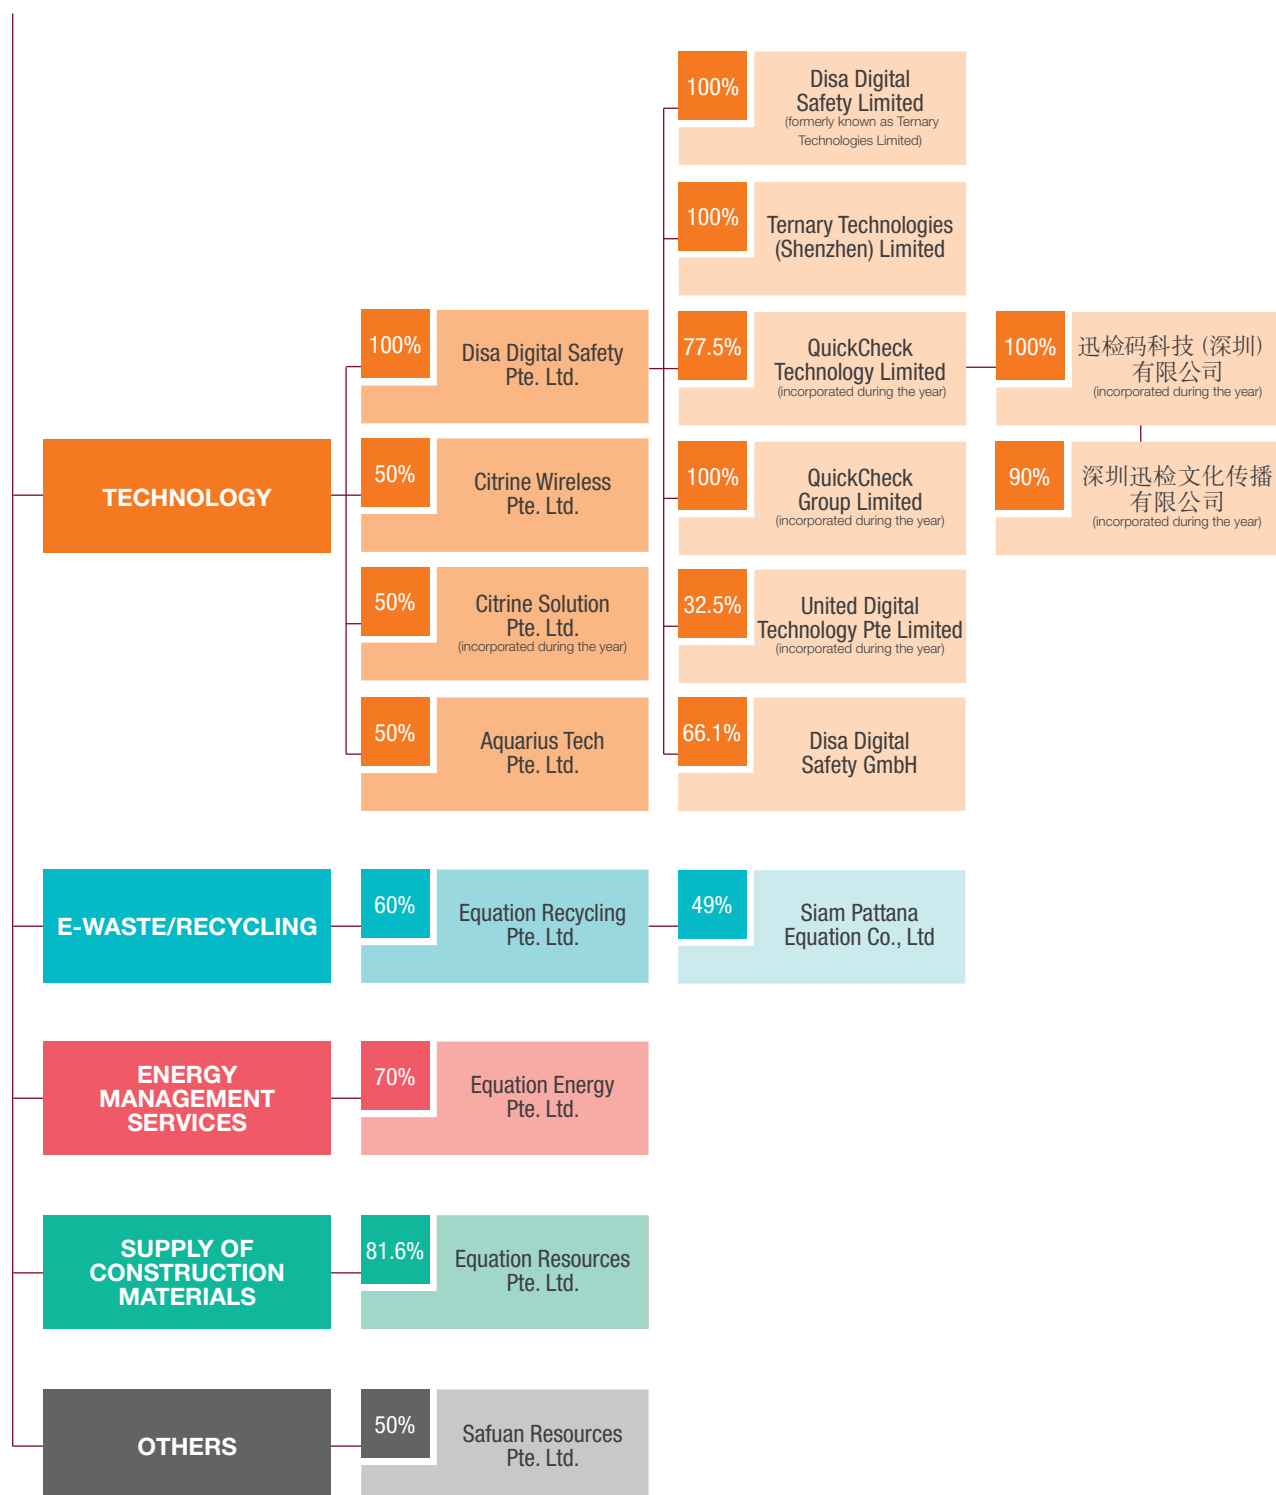 TECHNOLOGY
100%
Disa Digital Safety
Pte. Ltd.
50%
Citrine Wireless
Pte. Ltd.
50%
Citrine Solution
Pte. Ltd.
(incorporated during the year)
50%
Aquarius Tech
Pte. Ltd.
100%
Disa Digital
Safety Limited
(formerly known as Ternary
Technologies Limited)
100%
Ternary Technologies
(Shenzhen) Limited
77.5%
QuickCheck
Technology Limited
(incorporated during the year)
100%
迅检码科技 (深圳)
有限公司
(incorporated during the year)
90%
深圳迅检文化传播
有限公司
(incorporated during the year)
100%
QuickCheck
Group Limited
(incorporated during the year)
32.5%
United Digital
Technology Pte Limited
(incorporated during the year)
66.1%
Disa Digital
Safety GmbH
E-WASTE/RECYCLING
60%
Equation Recycling
Pte. Ltd.
49%
Siam Pattana
Equation Co., Ltd
ENERGY
MANAGEMENT
SERVICES
70%
Equation Energy
Pte. Ltd.
SUPPLY OF
CONSTRUCTION
MATERIALS
81.6%
Equation Resources
Pte. Ltd.
OTHERS
50%
Safuan Resources
Pte. Ltd.